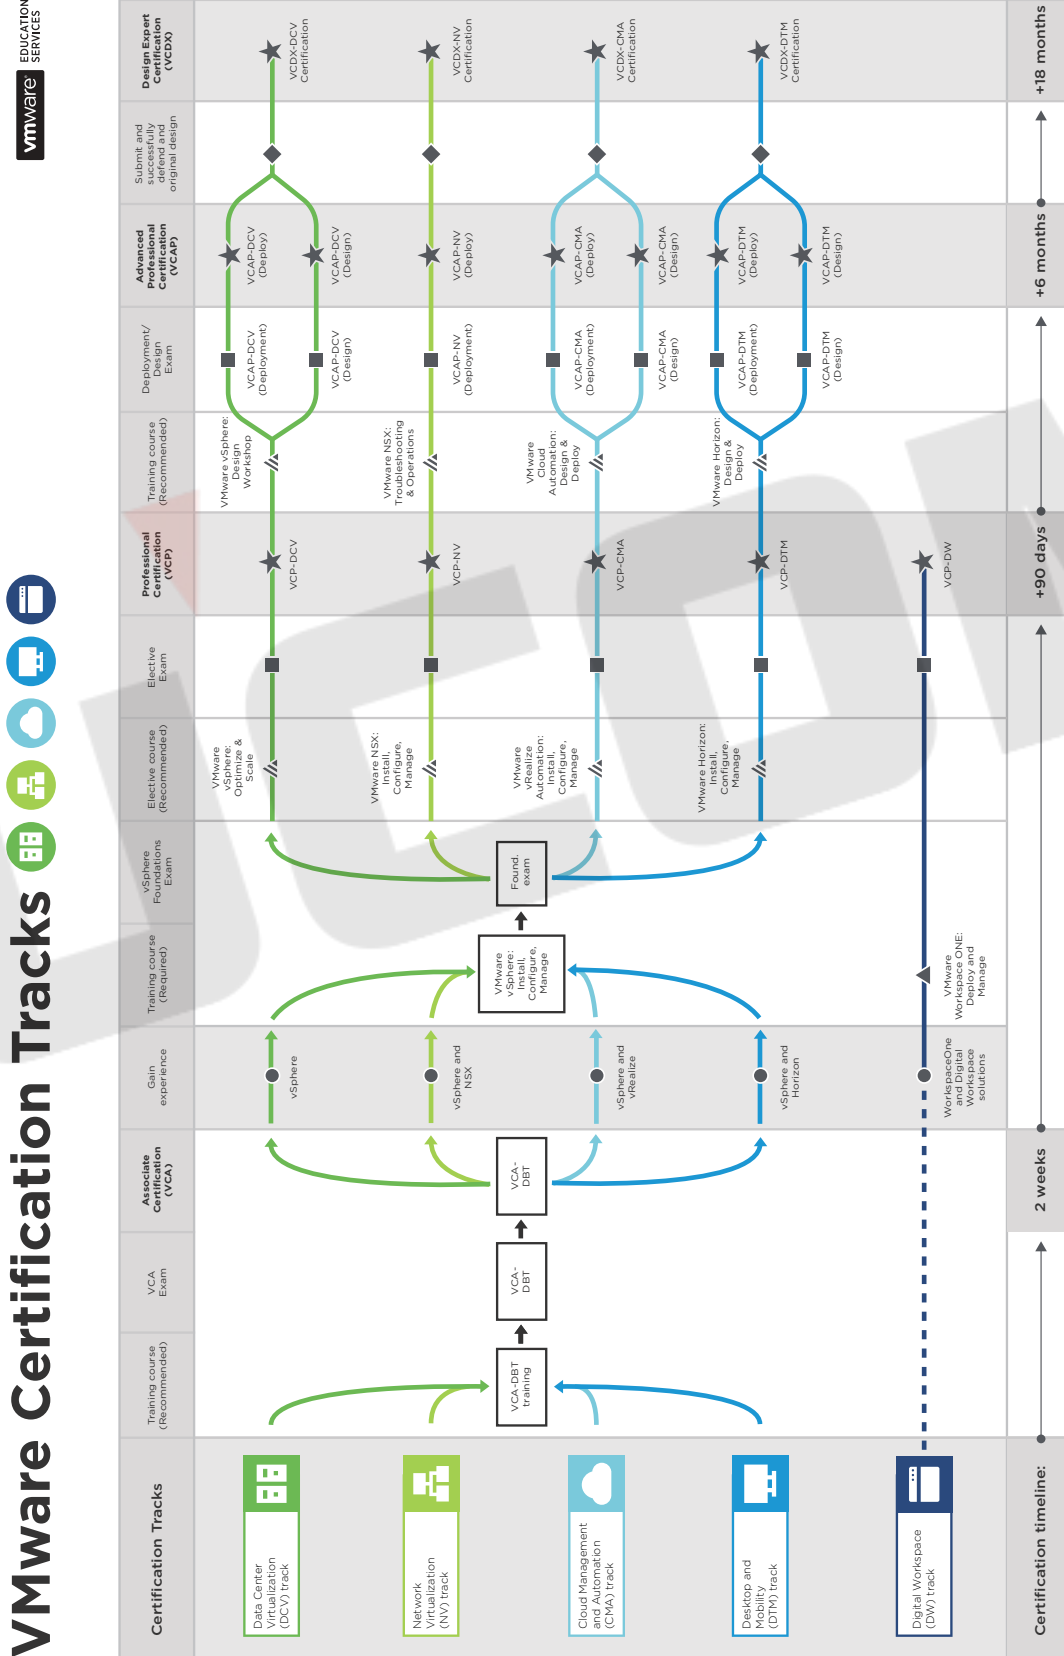 VMware Certification Tracks
vmware®
EDUCATION
SERVICES
Certification Tracks
Training course
(Recommended)
VCA
Exam
Associate
Certification
(VCA)
Gain
experience
Training course
(Required)
vSphere
Foundations
Exam
Elective course
(Recommended)
Elective
Exam
Professional
Certification
(VCP)
Training course
(Recommended)
Deployment/
Design
Exam
Advanced
Professional
Certification
(VCAP)
Submit and
successfully
defend and
original design
Design Expert
Certification
(VCDX)
Data Center
Virtualization
(DCV) track
vSphere
VMware
vSphere:
Optimize &
Scale
VCP-DCV
VMware vSphere:
Design
Workshop
VCAP-DCV
(Deployment)
VCAP-DCV
(Design)
VCAP-DCV
(Deploy)
VCAP-DCV
(Design)
VCDX-DCV
Certification
Network
Virtualization
(NV) track
vSphere and
NSX
VMware NSX:
Install,
Configure,
Manage
VCP-NV
VMware NSX:
Troubleshooting
& Operations
VCAP-NV
(Deployment)
VCAP-NV
(Deploy)
VCDX-NV
Certification
VCA-DBT
training
VCA-
DBT
VCA-
DBT
VMware
vSphere:
Install,
Configure,
Manage
Found.
exam
Cloud Management
and Automation
(CMA) track
vSphere and
vRealize
VMware
vRealize
Automation:
Install,
Configure,
Manage
VCP-CMA
VMware
Cloud
Automation:
Design &
Deploy
VCAP-CMA
(Deployment)
VCAP-CMA
(Design)
VCAP-CMA
(Deploy)
VCAP-CMA
(Design)
VCDX-CMA
Certification
Desktop and
Mobility
(DTM) track
vSphere and
Horizon
VMware Horizon:
Install,
Configure,
Manage
VCP-DTM
VMware Horizon:
Design &
Deploy
VCAP-DTM
(Deployment)
VCAP-DTM
(Design)
VCAP-DTM
(Deploy)
VCAP-DTM
(Design)
VCDX-DTM
Certification
Digital Workspace
(DW) track
WorkspaceOne
and Digital
Workspace
solutions
VMware
Workspace ONE:
Deploy and
Manage
VCP-DW
Certification timeline:
2 weeks
+90 days
+6 months
+18 months